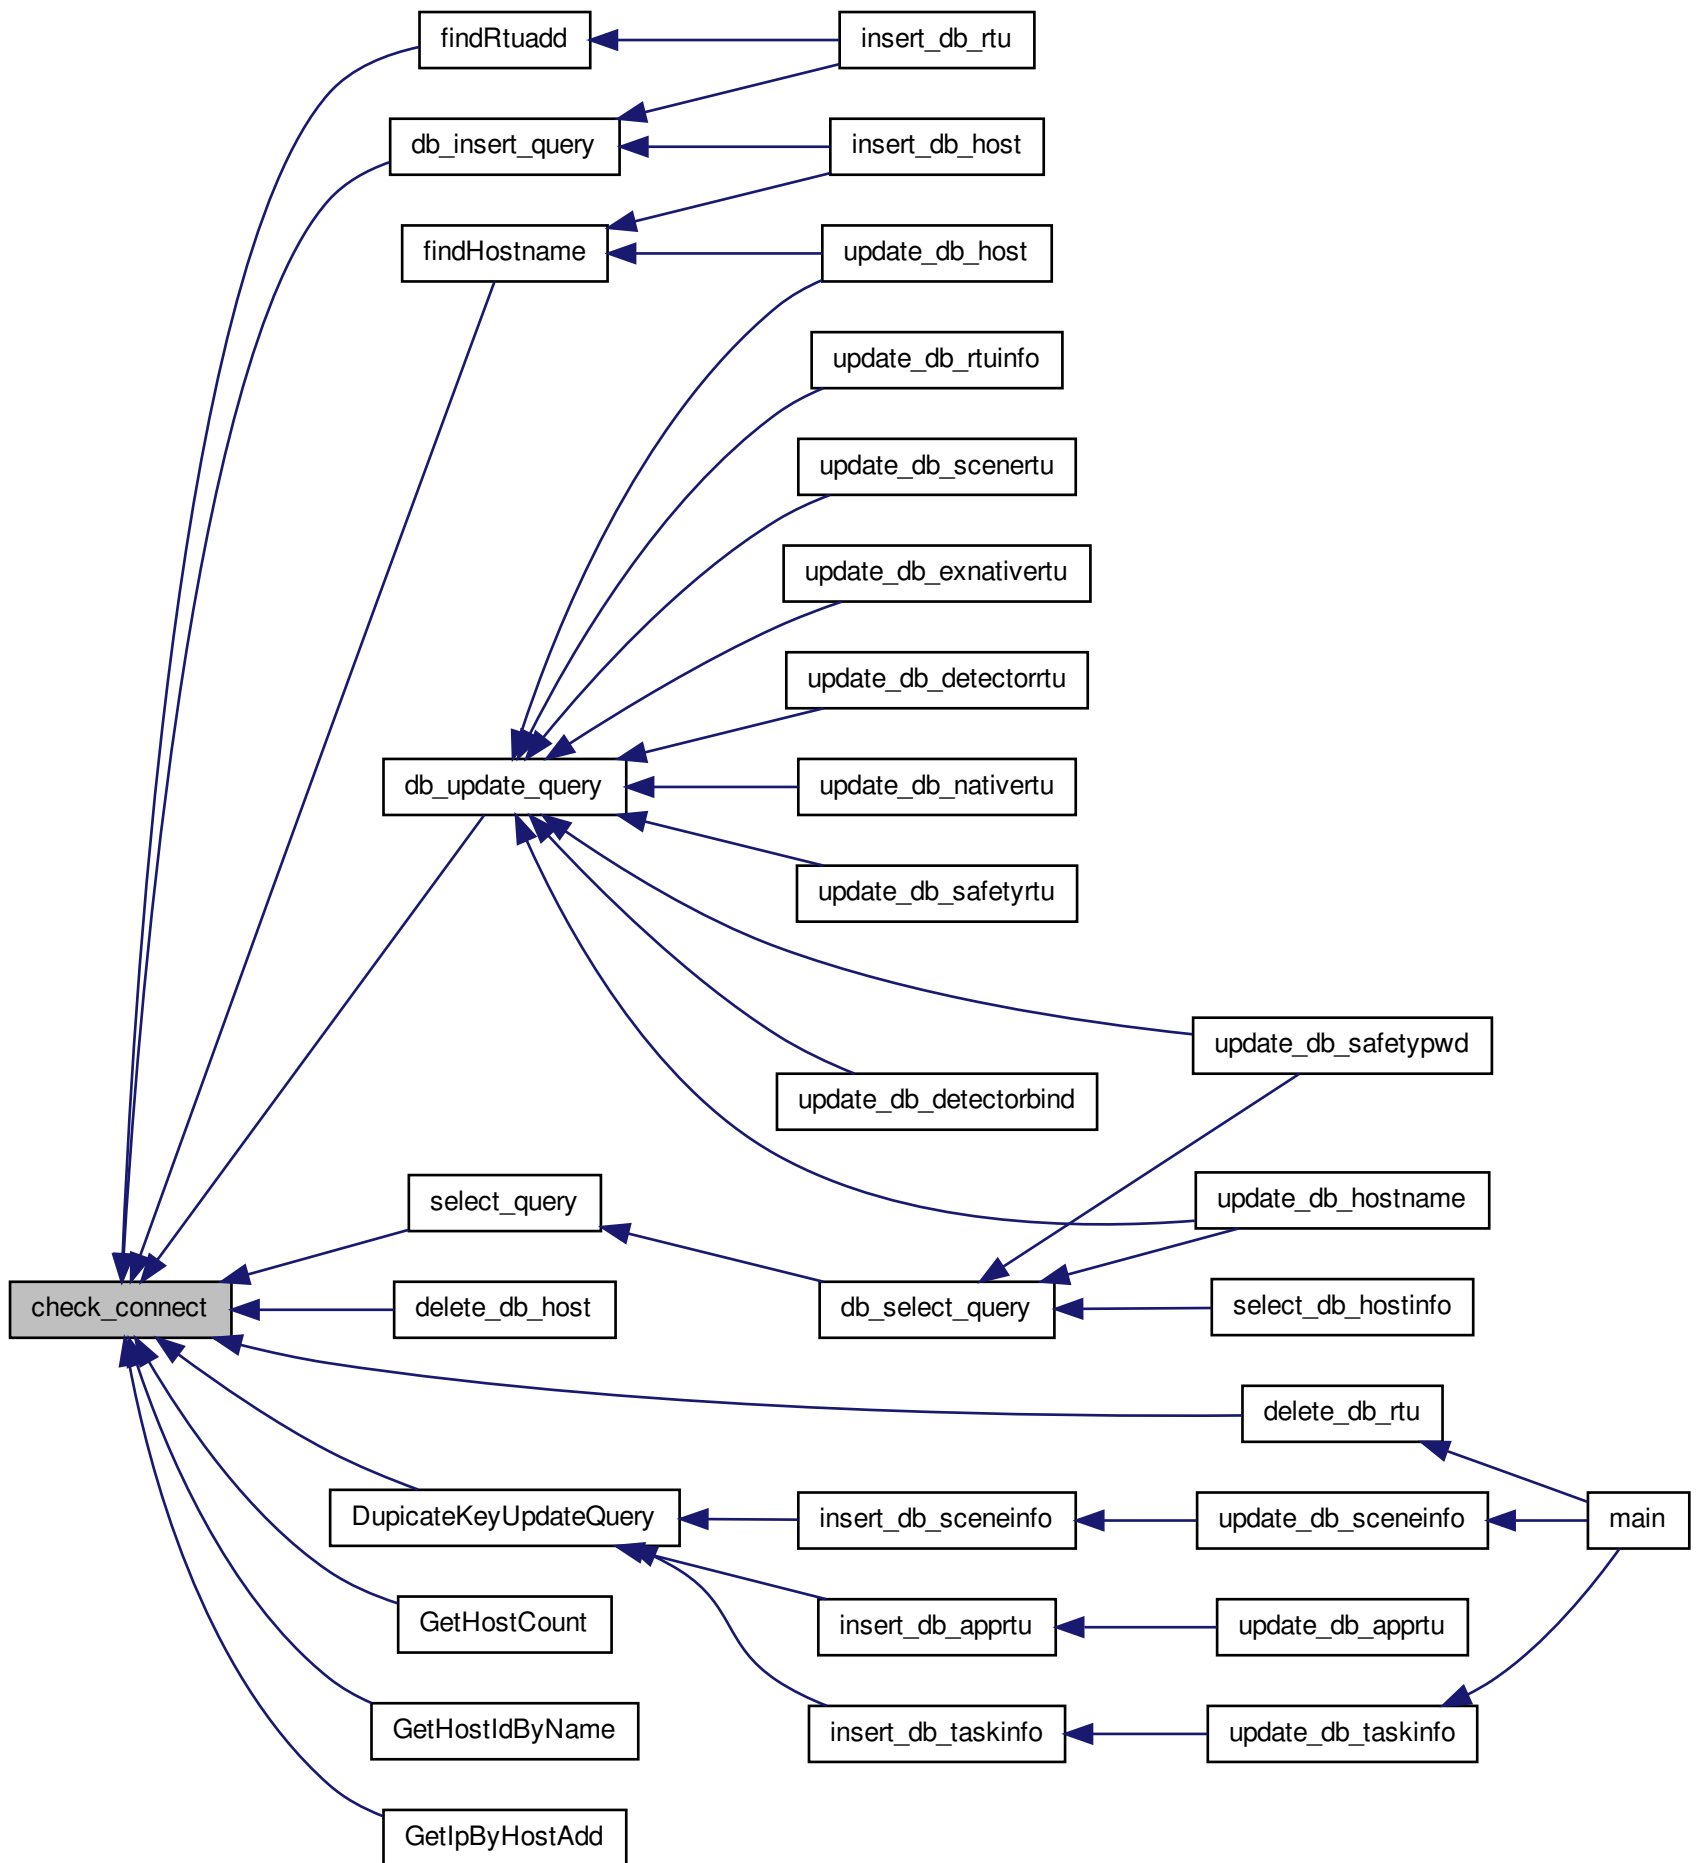 findRtuadd
insert_db_rtu
db_insert_query
insert_db_host
findHostname
update_db_host
update_db_rtuinfo
update_db_scenertu
update_db_exnativertu
update_db_detectorrtu
db_update_query
update_db_nativertu
update_db_safetyrtu
update_db_safetypwd
update_db_detectorbind
select_query
update_db_hostname
check_connect
delete_db_host
db_select_query
select_db_hostinfo
delete_db_rtu
DupicateKeyUpdateQuery
insert_db_sceneinfo
update_db_sceneinfo
main
GetHostCount
insert_db_apprtu
update_db_apprtu
GetHostIdByName
insert_db_taskinfo
update_db_taskinfo
GetIpByHostAdd